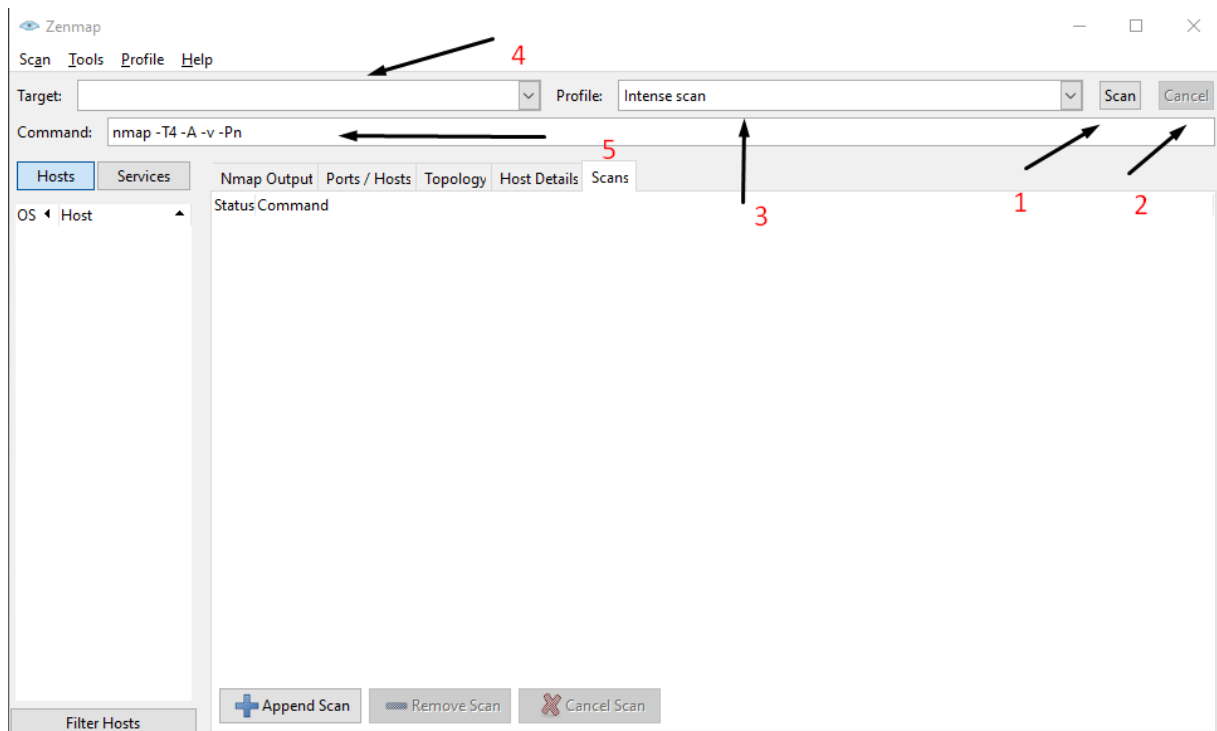 Zenmap
Scan Tools Profile Help
4
Target: Profile: Intense scan Scan Cancel
Command: nmap -T4 -A -v -Pn
5
Hosts Services Nmap Output Ports / Hosts Topology Host Details Scans
OS Host Status Command
3 1 2
Append Scan Remove Scan Cancel Scan
Filter Hosts